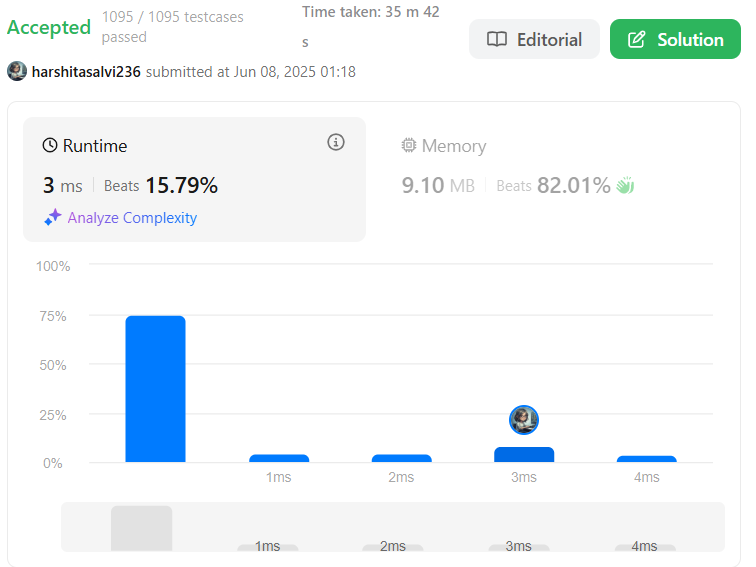 Accepted
1095 / 1095 testcases
passed
Time taken: 35 m 42
s
Editorial
Solution
harshitasalvi236 submitted at Jun 08, 2025 01:18
Runtime
3 ms Beats 15.79%
Analyze Complexity
Memory
9.10 MB Beats 82.01%
100%
75%
50%
25%
0%
1ms 2ms 3ms 4ms
1ms 2ms 3ms 4ms